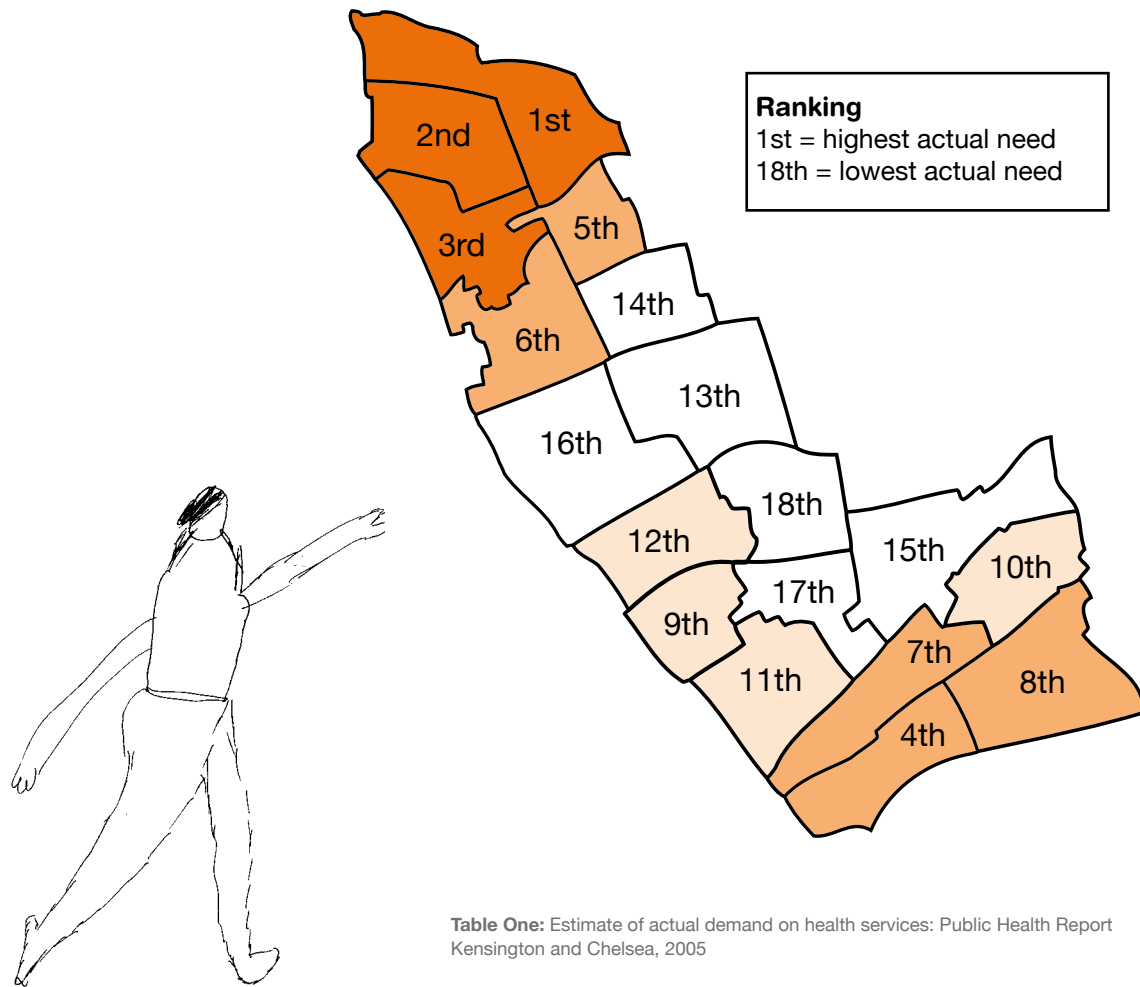 Ranking
1st = highest actual need
18th = lowest actual need
1st
2nd
5th
3rd
14th
6th
13th
16th
18th
12th
15th
10th
17th
9th
7th
11th
8th
4th
Table One: Estimate of actual demand on health services: Public Health Report
Kensington and Chelsea, 2005